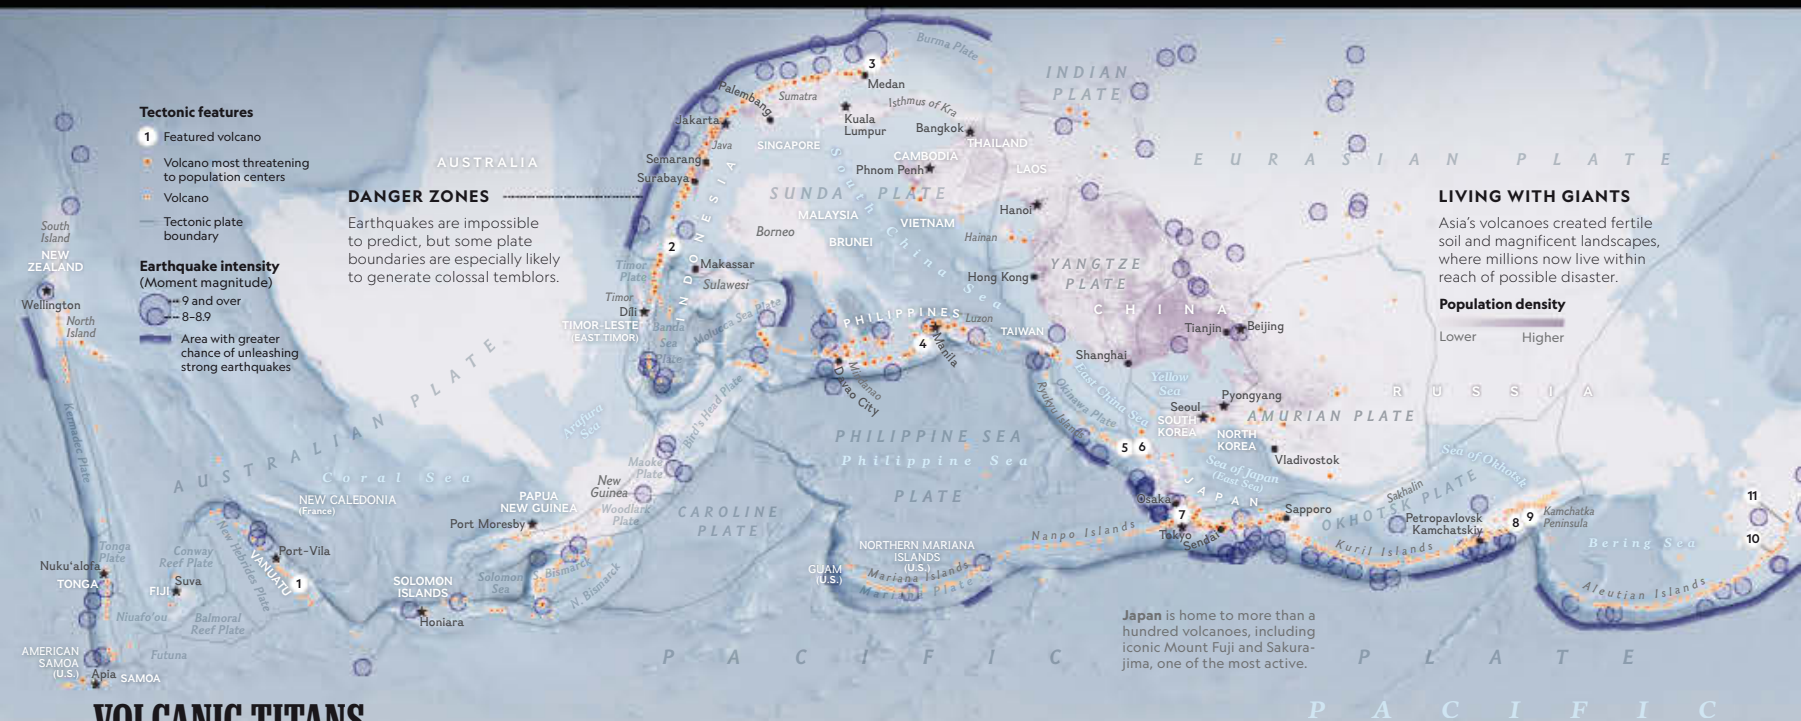 Tectonic features
1 Featured volcano
Volcano most threatening
to population centers
Volcano
Tectonic plate
boundary
Earthquake intensity
(Moment magnitude)
9 and over
8–8.9
Area with greater
chance of unleashing
strong earthquakes
DANGER ZONES
Earthquakes are impossible
to predict, but some plate
boundaries are especially likely
to generate colossal temblors.
LIVING WITH GIANTS
Asia's volcanoes created fertile
soil and magnificent landscapes,
where millions now live within
reach of possible disaster.
Population density
Lower Higher
Japan is home to more than a
hundred volcanoes, including
iconic Mount Fuji and Sakura-
jima, one of the most active.
South
Island
NEW
ZEALAND
Wellington
North
Island
Kermadec Plate
AUSTRALIA
AUSTRALIAN PLATE
Coral Sea
NEW CALEDONIA
(France)
Tonga
Plate
Nuku'alofa
TONGA
Conway
Reef Plate
New Hebrides Plate
Suva
FIJI
Niuafo'ou
Balmoral
Reef Plate
Futuna
AMERICAN
SAMOA
(U.S.)
Apia
SAMOA
Port-Vila
VANUATU
1
SOLOMON
ISLANDS
Honiara
Solomon
Sea
S. Bismarck
N. Bismarck
PAPUA
NEW GUINEA
Port Moresby
New
Guinea
Woodlark
Plate
Maoke
Plate
Bird's Head Plate
Arafura
Sea
CAROLINE
PLATE
Burma Plate
3
Medan
Palembang
Sumatra
Isthmus of Kra
Jakarta
Java
Kuala
Lumpur
SINGAPORE
Bangkok
THAILAND
CAMBODIA
Phnom Penh
LAOS
Semarang
Surabaya
SUNDA PLATE
South China Sea
MALAYSIA
BRUNEI
VIETNAM
Borneo
Hanoi
Hainan
Hong Kong
2
INDONESIA
Makassar
Sulawesi
Timor
Plate
Timor
Dili
TIMOR-LESTE
(EAST TIMOR)
Banda
Sea
Plate
Molucca Sea Plate
PHILIPPINES
Luzon
4
Manila
Mindanao
Davao City
TAIWAN
INDIAN
PLATE
EURASIAN PLATE
YANGTZE
PLATE
CHINA
Tianjin
Beijing
Shanghai
Yellow
Sea
East China Sea
Okinawa Plate
Ryukyu Islands
Seoul
SOUTH
KOREA
Pyongyang
NORTH
KOREA
AMURIAN PLATE
RUSSIA
Vladivostok
Sea of Japan
(East Sea)
5 6
PHILIPPINE SEA
Philippine Sea
PLATE
Osaka
JAPAN
7
Tokyo
Sendai
Sapporo
Nanpo Islands
NORTHERN MARIANA
ISLANDS
(U.S.)
GUAM
(U.S.)
Mariana Islands
Mariana Plate
Sakhalin
Sea of Okhotsk
OKHOTSK PLATE
Kuril Islands
Petropavlovsk
Kamchatskiy
8 9
Kamchatka
Peninsula
Bering Sea
11
10
Aleutian Islands
PACIFIC PLATE
PACIFIC
VOLCANIC TITANS